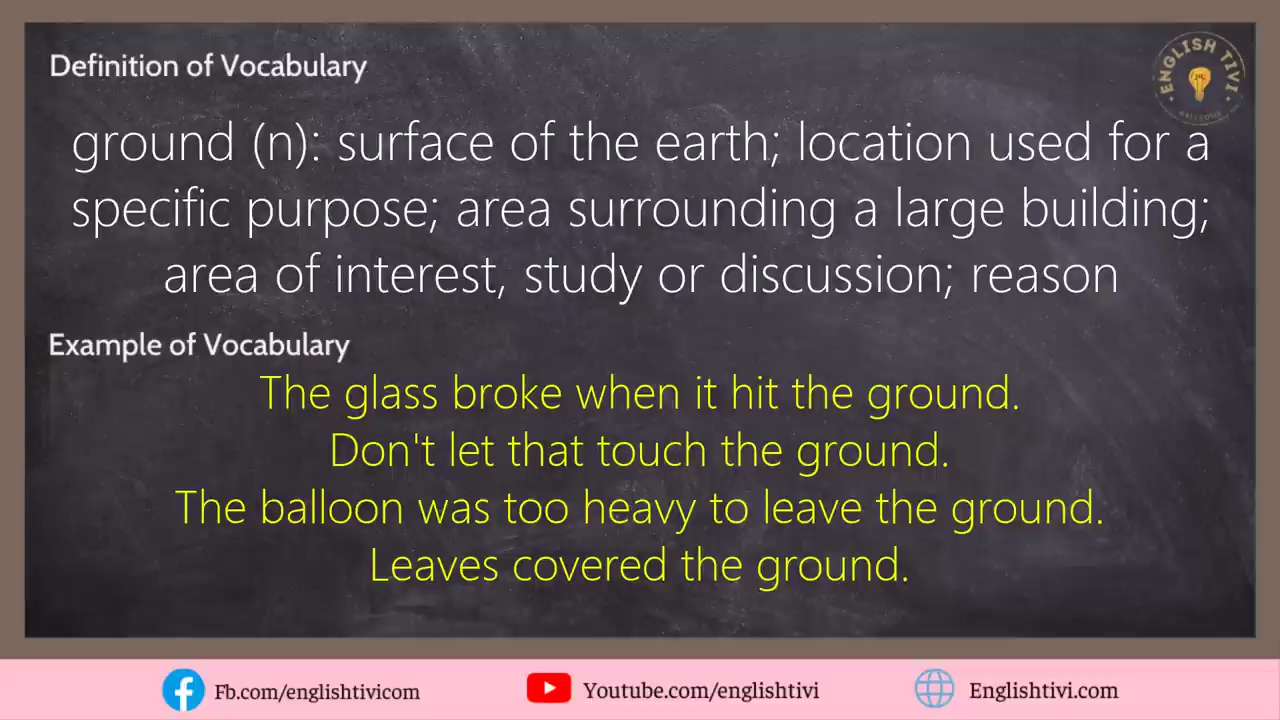 Definition of Vocabulary
ENGLISH TIVI
ground (n): surface of the earth; location used for a
specific purpose; area surrounding a large building;
area of interest, study or discussion; reason
Example of Vocabulary
The glass broke when it hit the ground.
Don't let that touch the ground.
The balloon was too heavy to leave the ground.
Leaves covered the ground.
Fb.com/englishtivicom
Youtube.com/englishtivi
Englishtivi.com